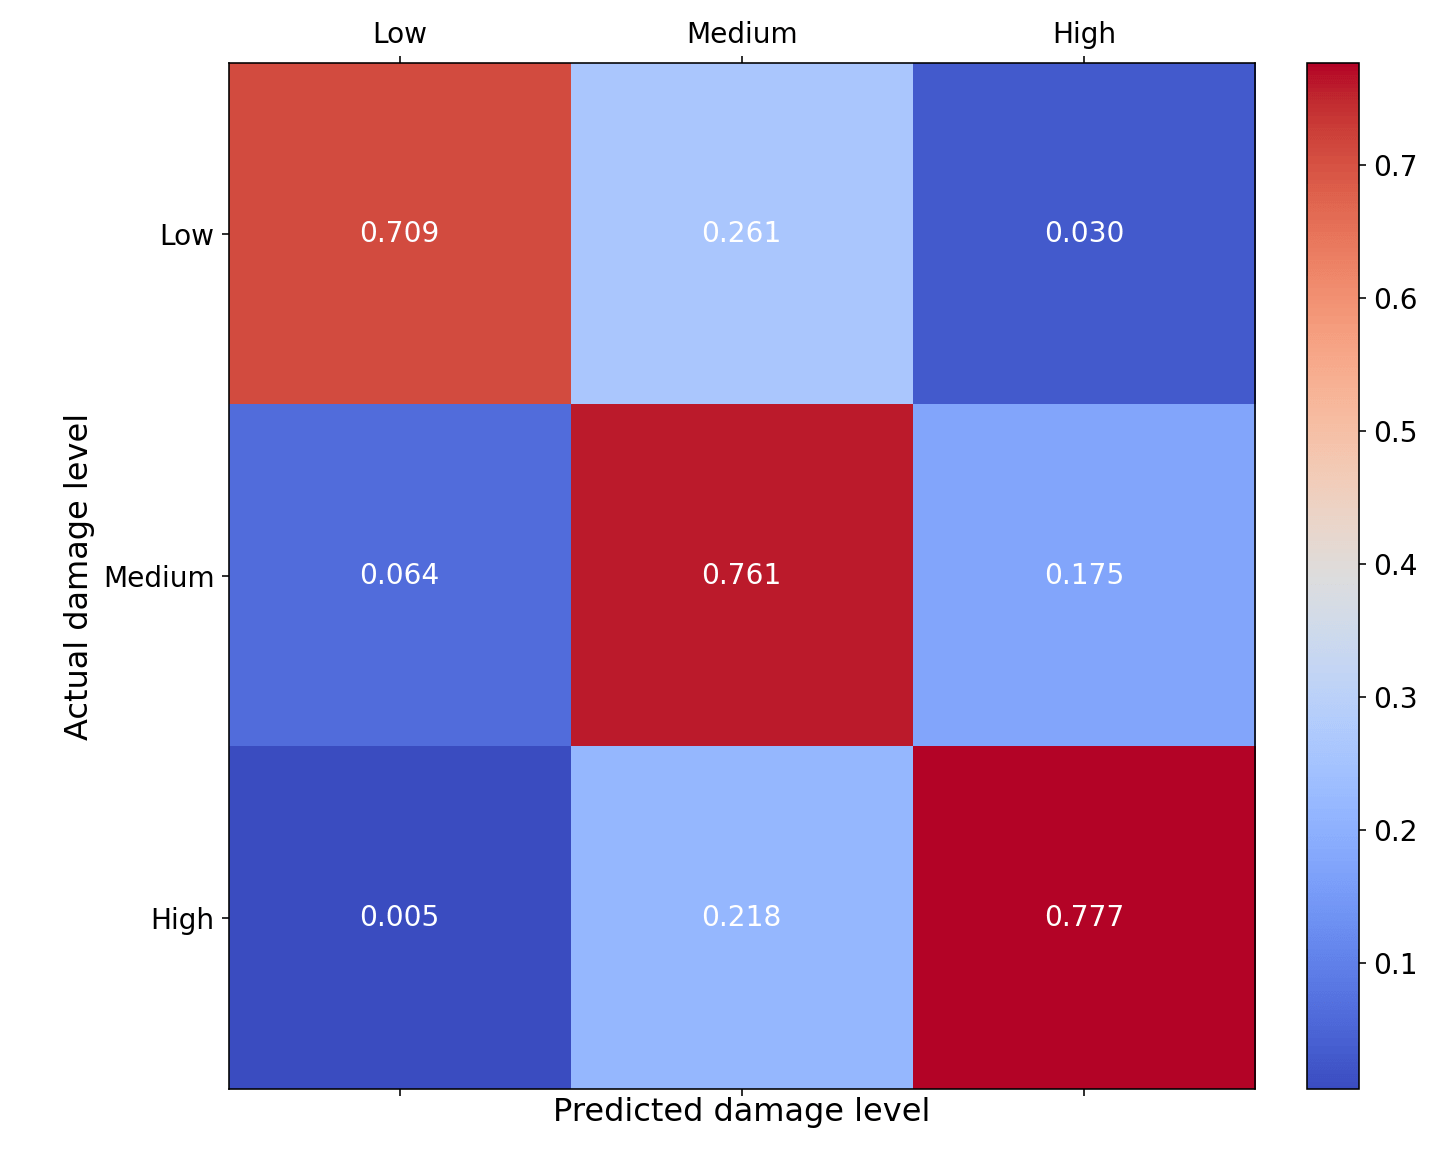 Low Medium High
Low 0.709 0.261 0.030
Medium 0.064 0.761 0.175
High 0.005 0.218 0.777
Actual damage level
Predicted damage level
0.7
0.6
0.5
0.4
0.3
0.2
0.1